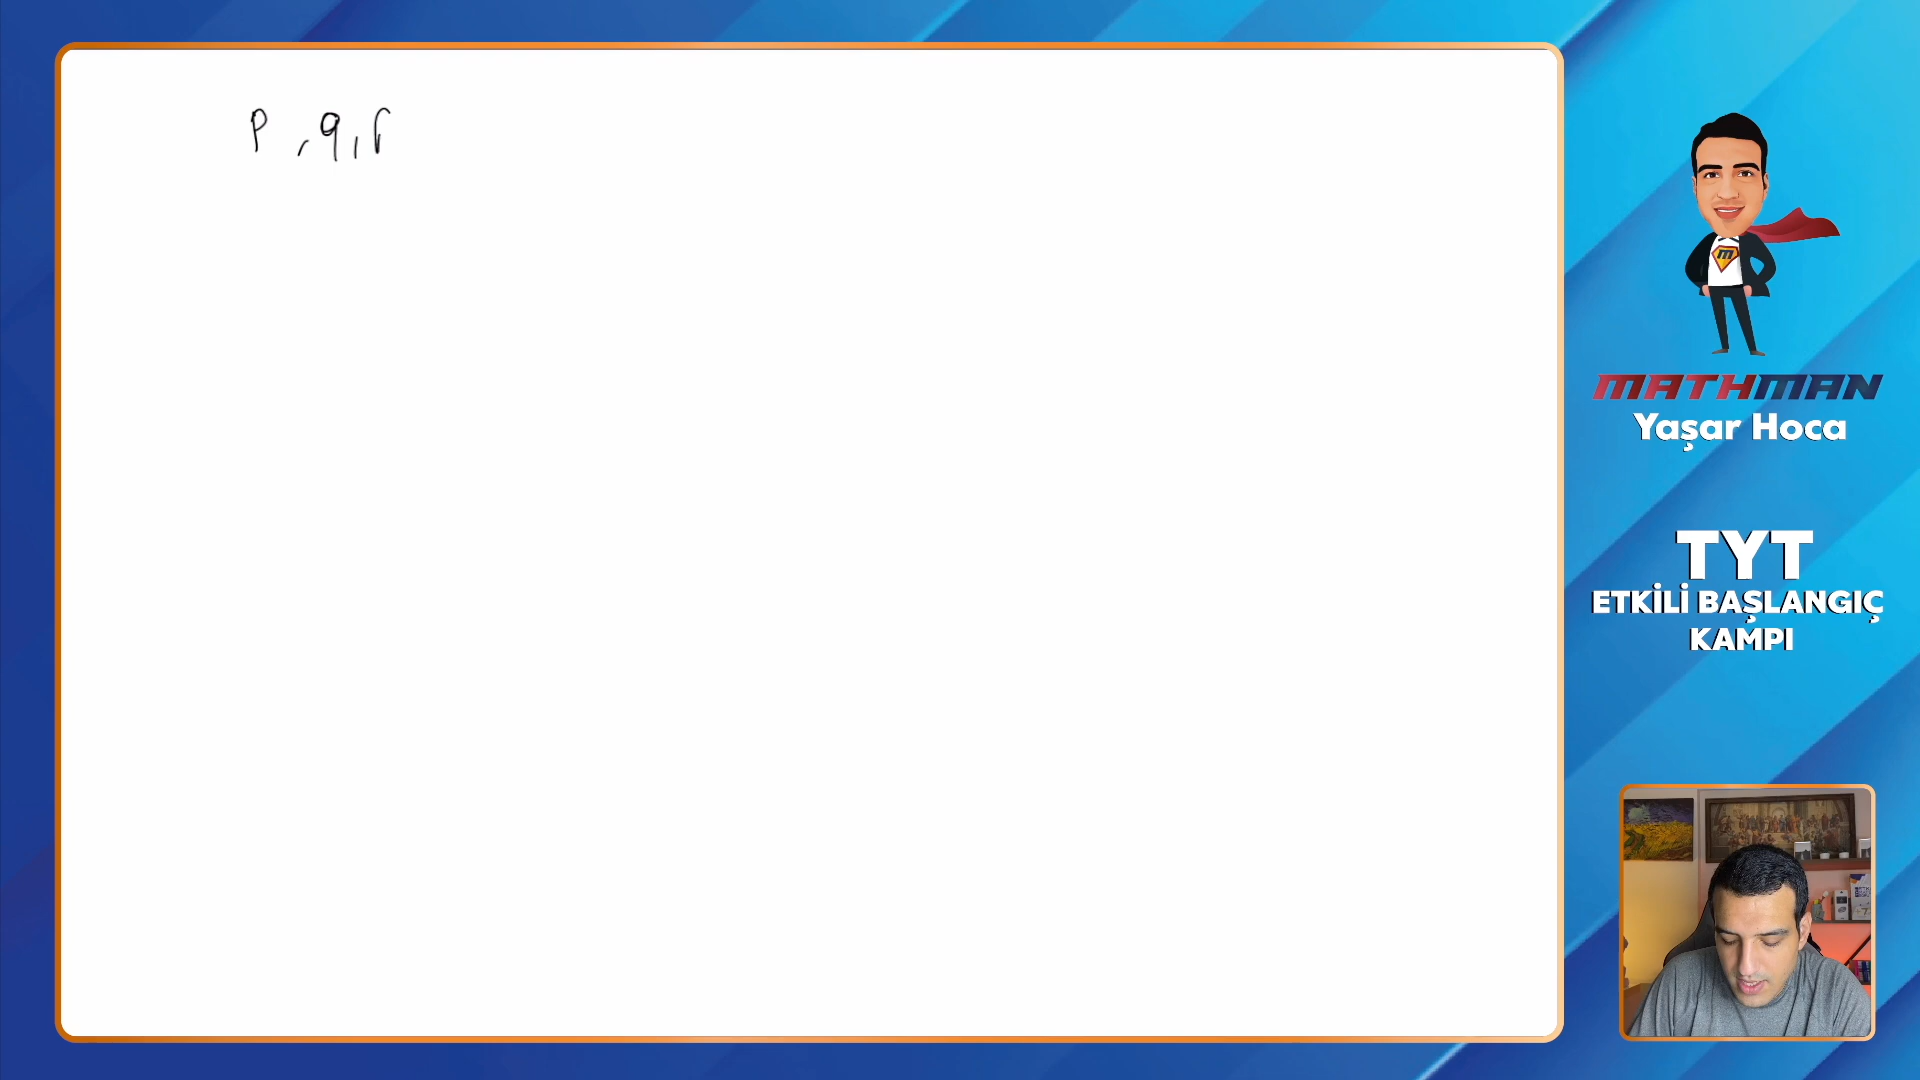 p, q, r
m
MATHMAN
Yaşar Hoca
TYT
ETKİLİ BAŞLANGIÇ
KAMPI